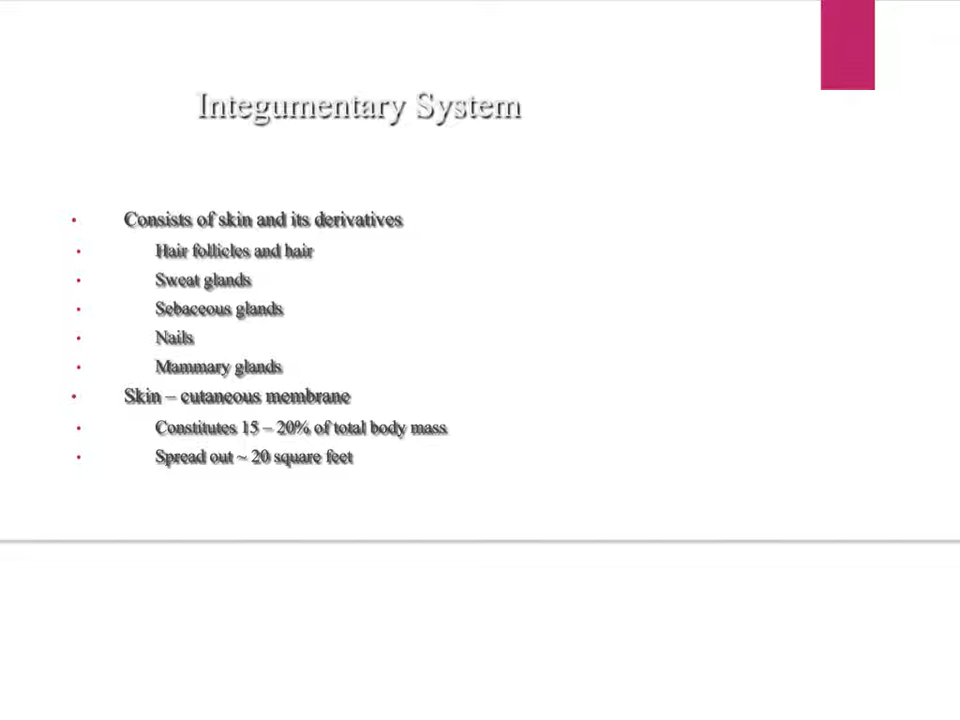 Integumentary System
• Consists of skin and its derivatives
• Hair follicles and hair
• Sweat glands
• Sebaceous glands
• Nails
• Mammary glands
• Skin – cutaneous membrane
• Constitutes 15 – 20% of total body mass
• Spread out ~ 20 square feet